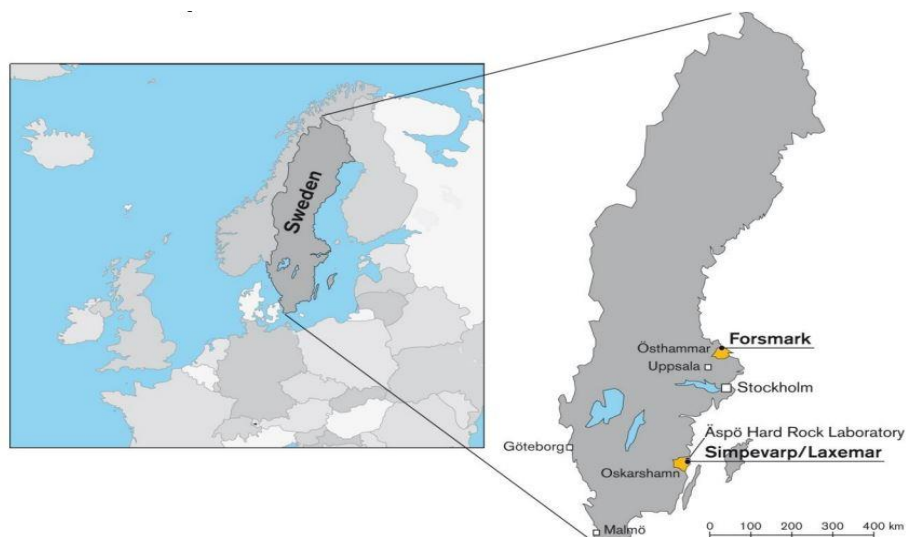 Sweden
Forsmark
Östhammar
Uppsala
Stockholm
Äspö Hard Rock Laboratory
Göteborg
Simpevarp/Laxemar
Oskarshamn
Malmö
0 100 200 300 400 km